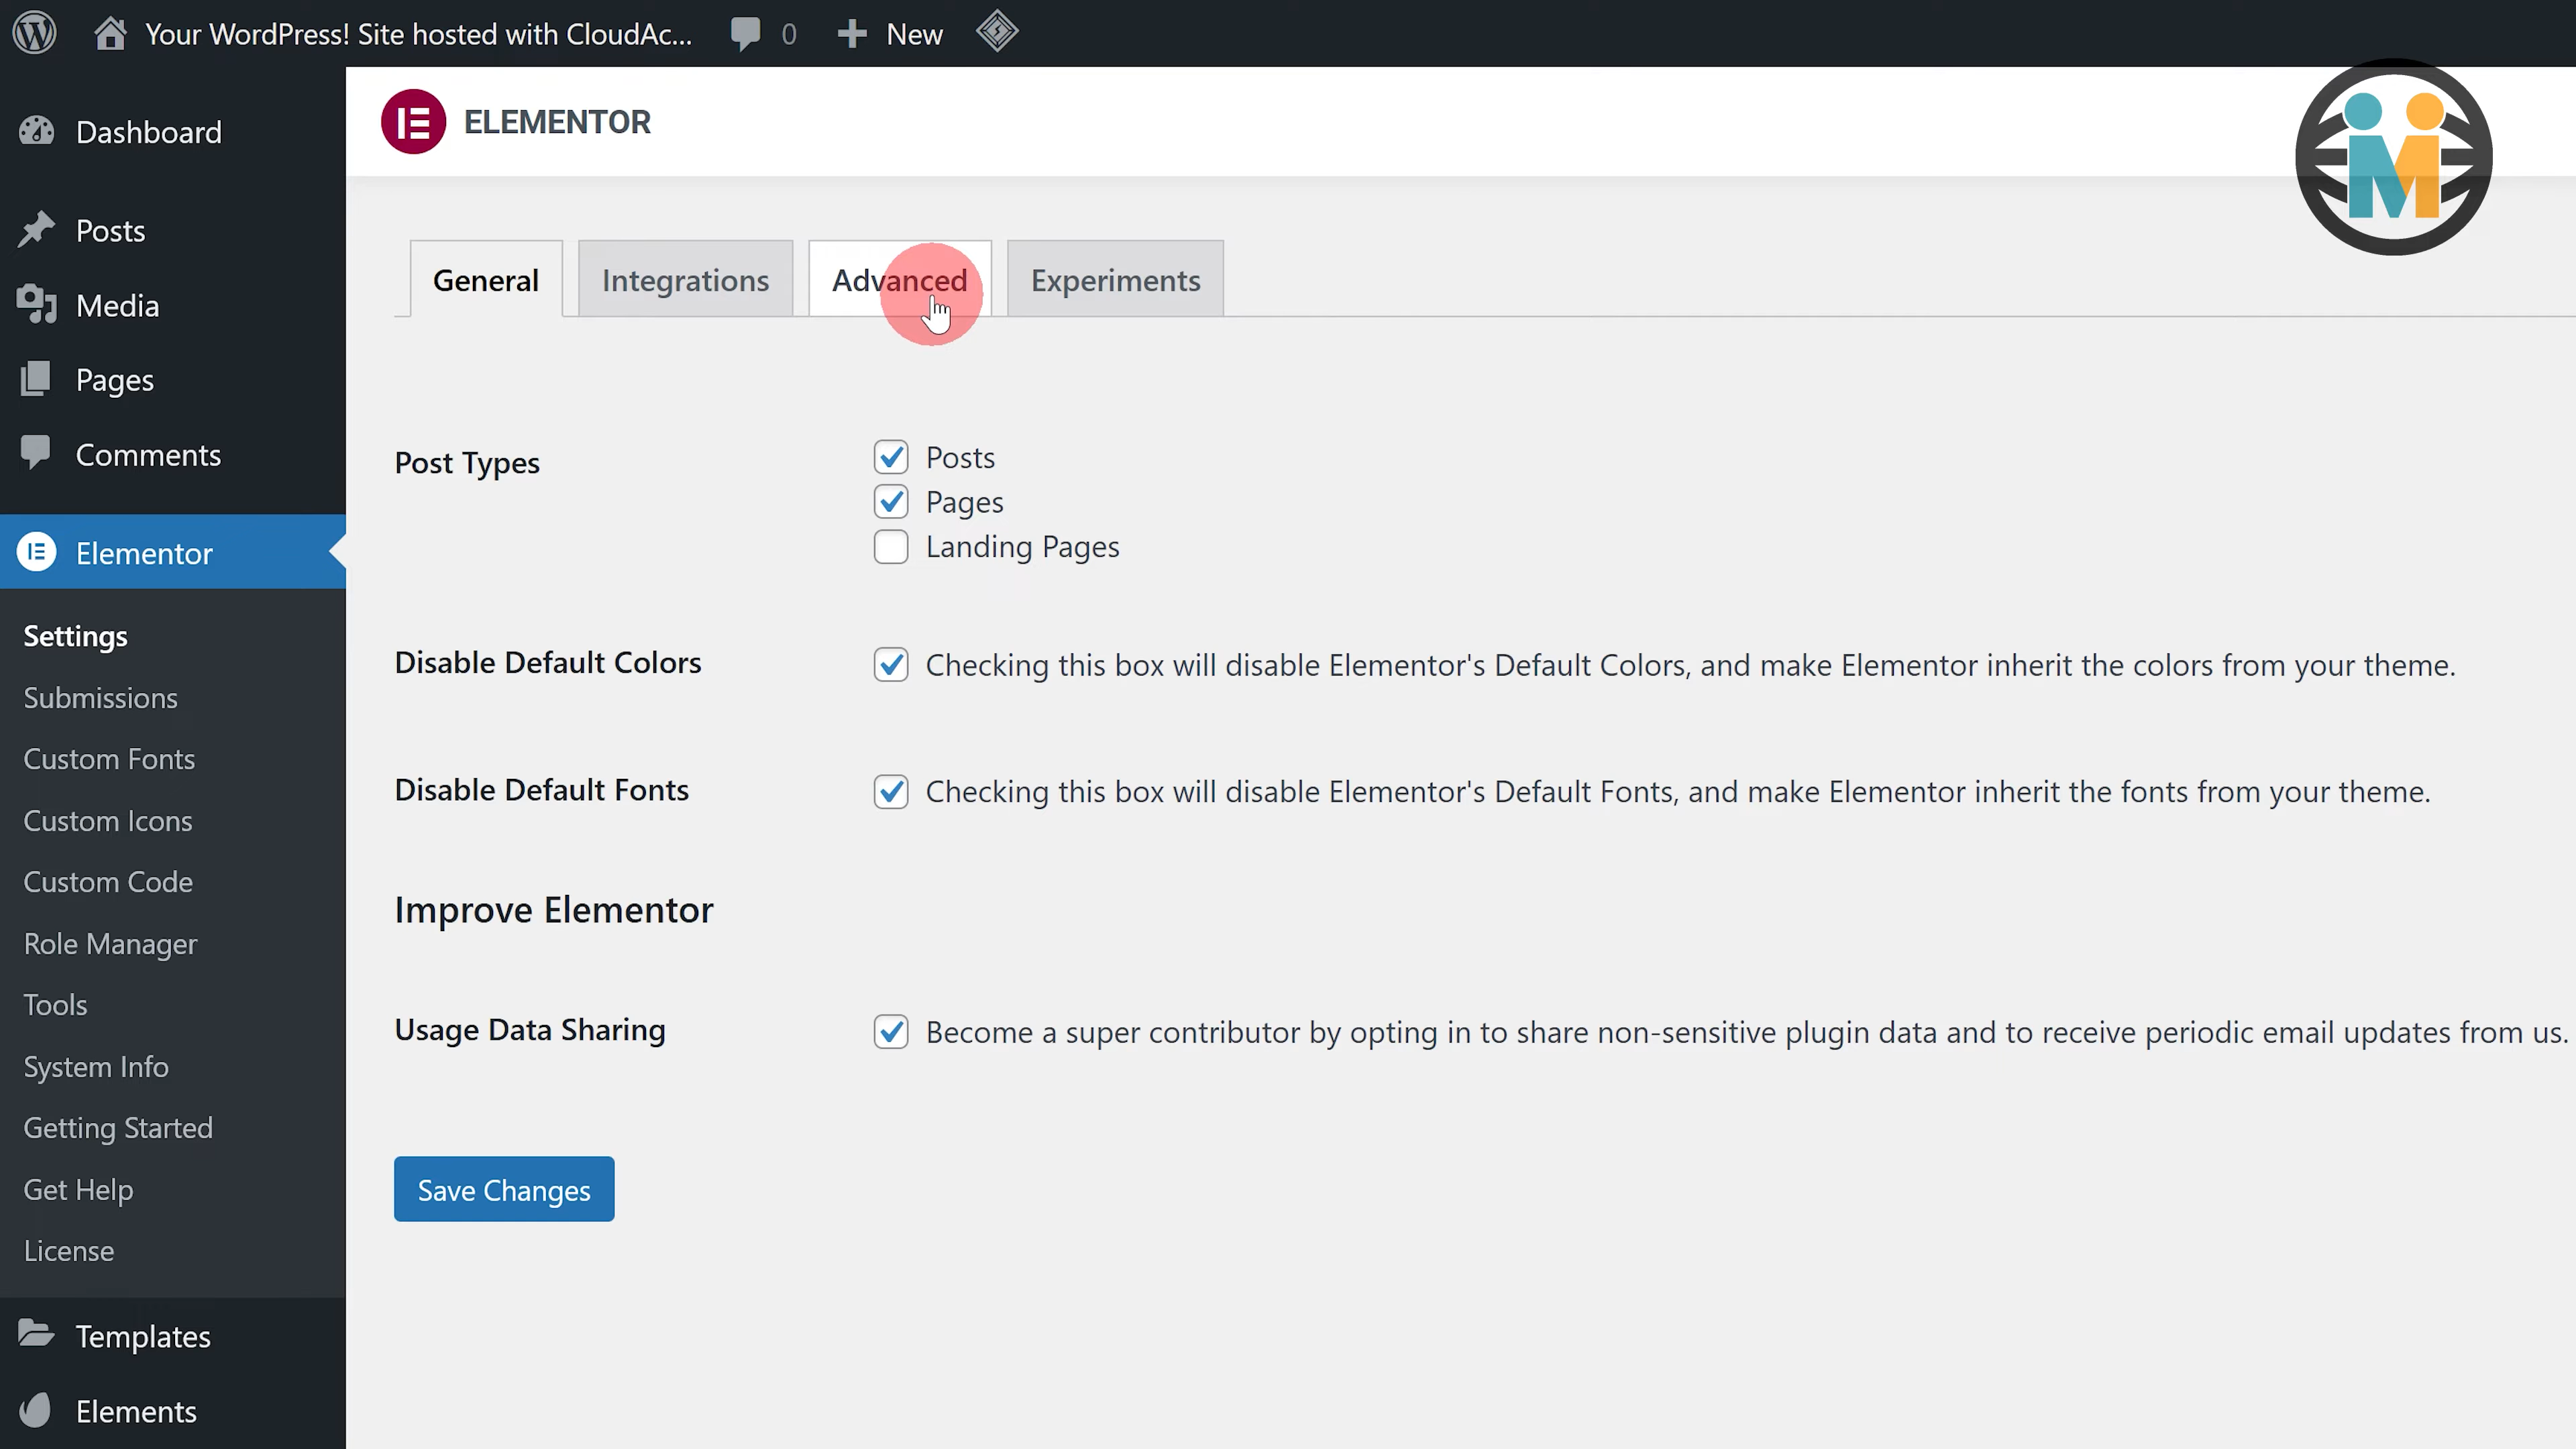 Your WordPress! Site hosted with CloudAc...
0
New
Dashboard
Posts
Media
Pages
Comments
Elementor
Settings
Submissions
Custom Fonts
Custom Icons
Custom Code
Role Manager
Tools
System Info
Getting Started
Get Help
License
Templates
Elements
ELEMENTOR
General
Integrations
Advanced
Experiments
Post Types
Posts
Pages
Landing Pages
Disable Default Colors
Checking this box will disable Elementor's Default Colors, and make Elementor inherit the colors from your theme.
Disable Default Fonts
Checking this box will disable Elementor's Default Fonts, and make Elementor inherit the fonts from your theme.
Improve Elementor
Usage Data Sharing
Become a super contributor by opting in to share non-sensitive plugin data and to receive periodic email updates from us.
Save Changes